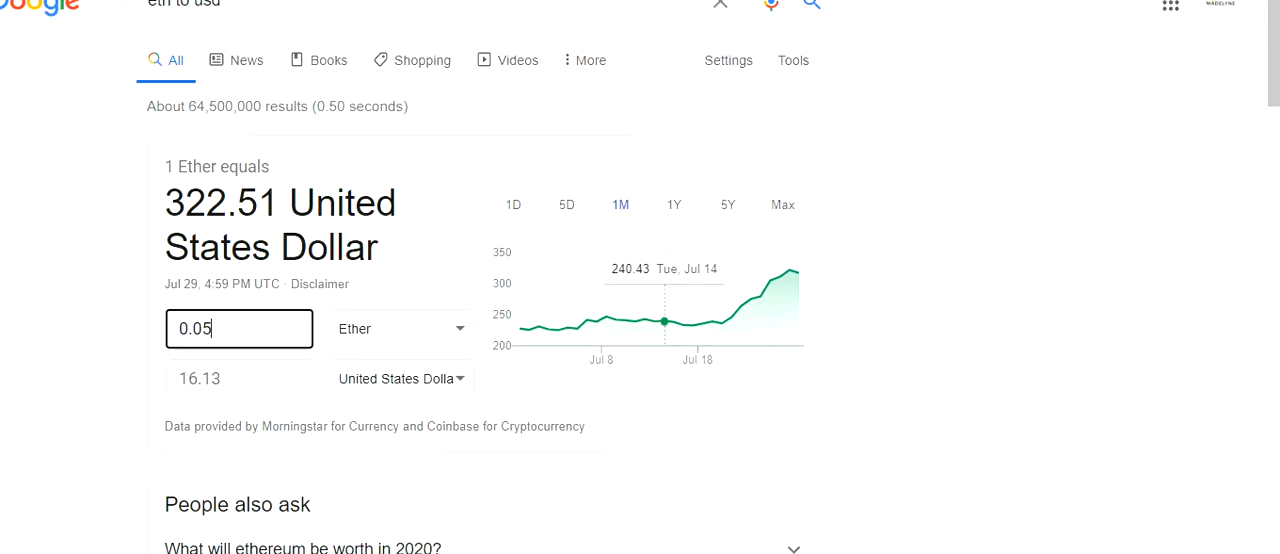 Google
eth to usd
MADELYNE
All News Books Shopping Videos More Settings Tools
About 64,500,000 results (0.50 seconds)
1 Ether equals
322.51 United
States Dollar
Jul 29, 4:59 PM UTC · Disclaimer
0.05 Ether
16.13 United States Dolla
1D 5D 1M 1Y 5Y Max
350
240.43 Tue, Jul 14
300
250
200
Jul 8 Jul 18
Data provided by Morningstar for Currency and Coinbase for Cryptocurrency
People also ask
What will ethereum be worth in 2020?